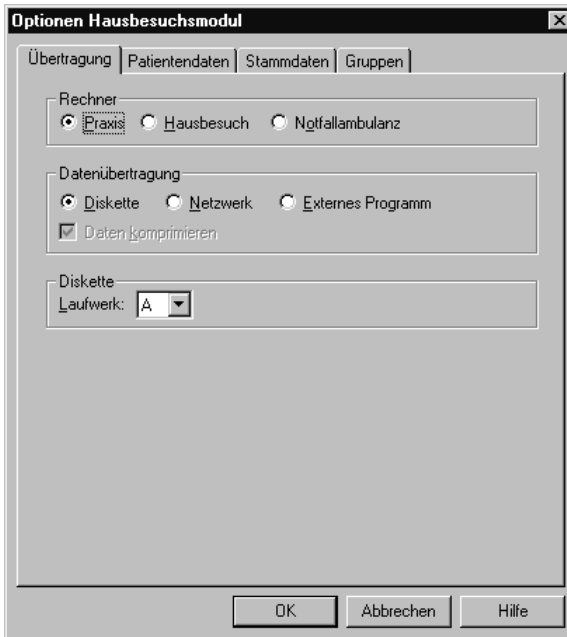 Optionen Hausbesuchsmodul
Übertragung Patientendaten Stammdaten Gruppen
Rechner
Praxis Hausbesuch Notfallambulanz
Datenübertragung
Diskette Netzwerk Externes Programm
Daten komprimieren
Diskette
Laufwerk: A
OK Abbrechen Hilfe